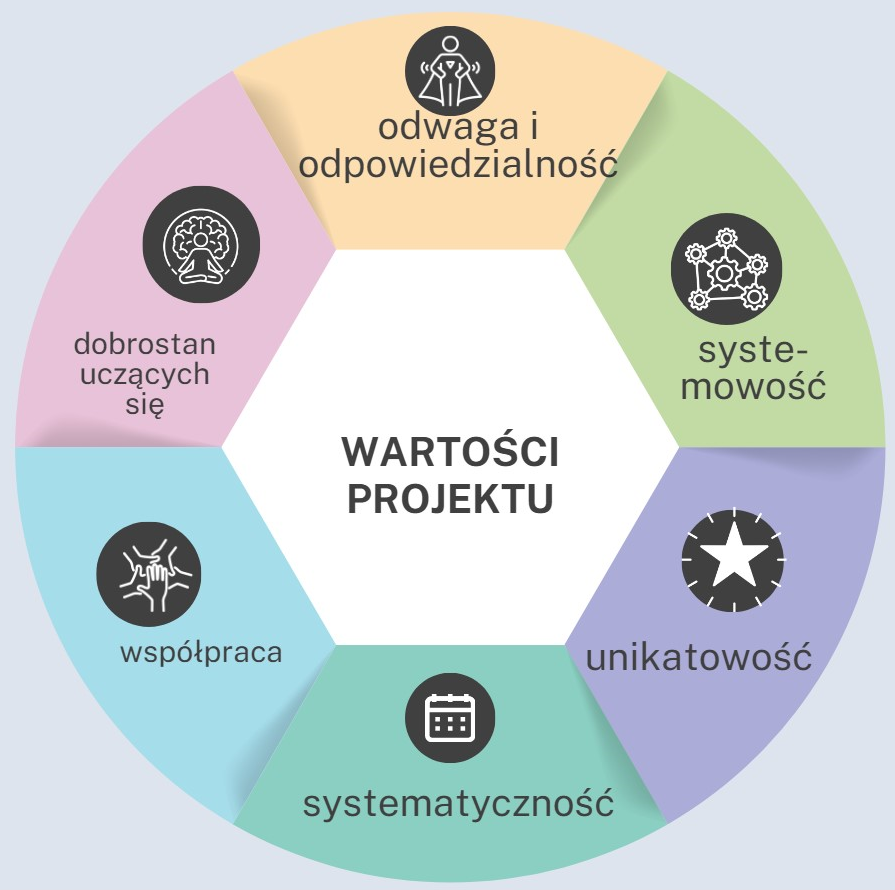 odwaga i
odpowiedzialność
syste-
mowość
unikatowość
systematyczność
współpraca
dobrostan
uczących
się
WARTOŚCI
PROJEKTU